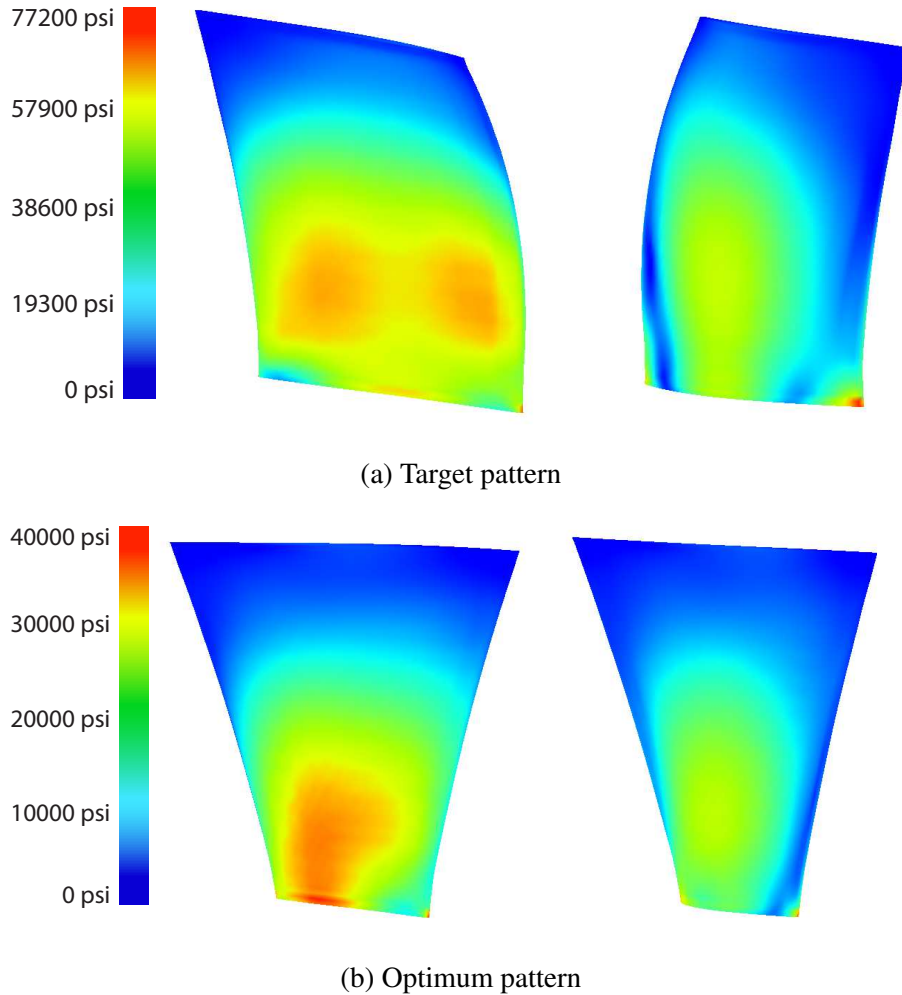 77200 psi
57900 psi
38600 psi
19300 psi
0 psi
(a) Target pattern
40000 psi
30000 psi
20000 psi
10000 psi
0 psi
(b) Optimum pattern